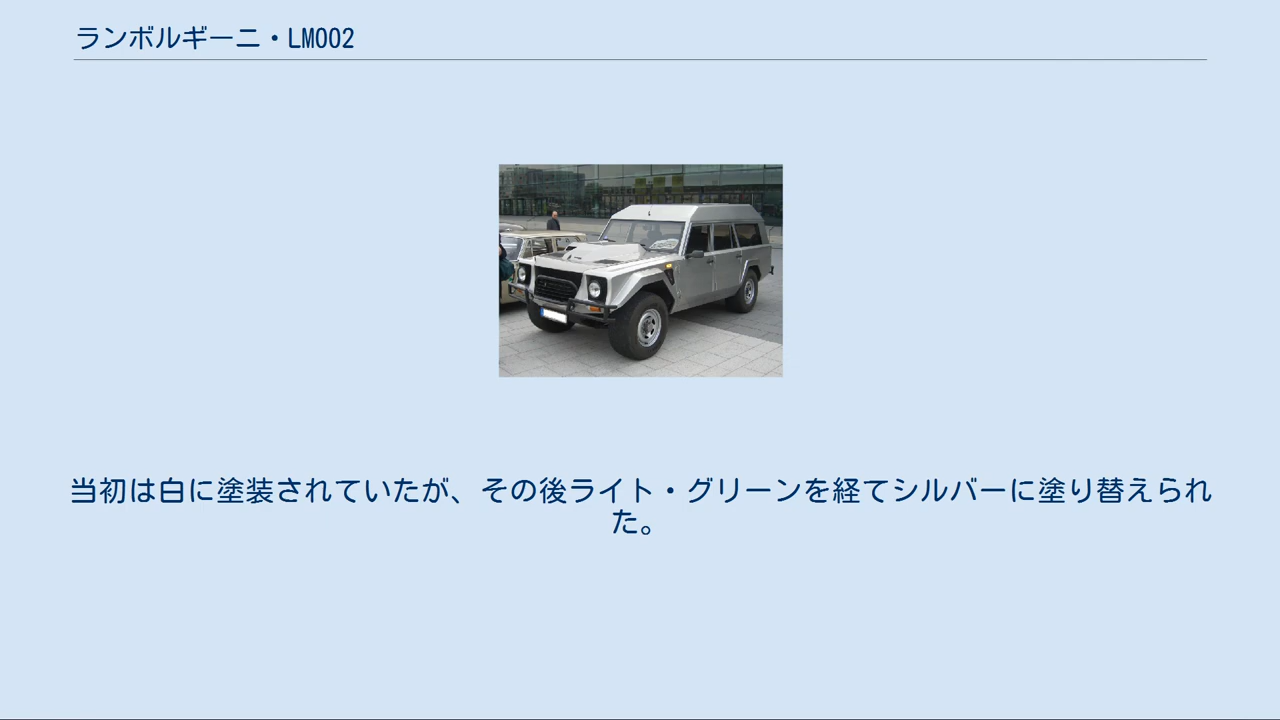 ランボルギーニ・LM002
当初は白に塗装されていたが、その後ライト・グリーンを経てシルバーに塗り替えられ
た。